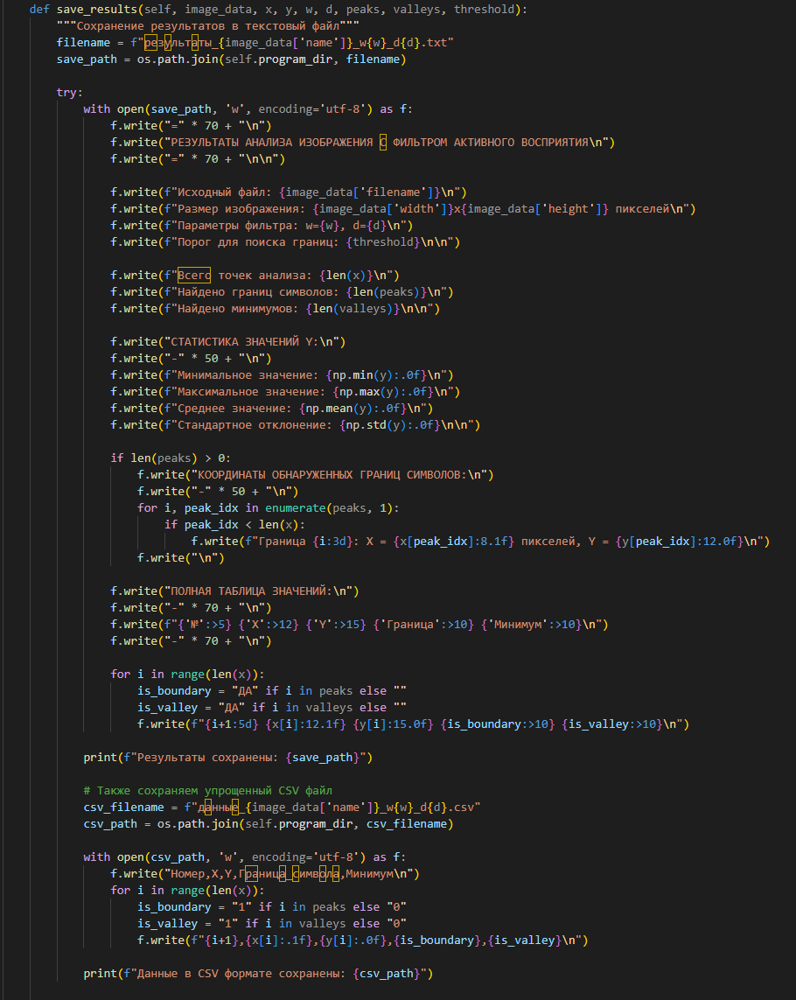 def save_results(self, image_data, x, y, w, d, peaks, valleys, threshold):
"""Сохранение результатов в текстовый файл"""
filename = f"результаты_{image_data['name']}_w{w}_d{d}.txt"
save_path = os.path.join(self.program_dir, filename)
try:
with open(save_path, 'w', encoding='utf-8') as f:
f.write("=" * 70 + "\n")
f.write("РЕЗУЛЬТАТЫ АНАЛИЗА ИЗОБРАЖЕНИЯ С ФИЛЬТРОМ АКТИВНОГО ВОСПРИЯТИЯ\n")
f.write("=" * 70 + "\n\n")
f.write(f"Исходный файл: {image_data['filename']}\n")
f.write(f"Размер изображения: {image_data['width']}x{image_data['height']} пикселей\n")
f.write(f"Параметры фильтра: w={w}, d={d}\n")
f.write(f"Порог для поиска границ: {threshold}\n\n")
f.write(f"Всего точек анализа: {len(x)}\n")
f.write(f"Найдено границ символов: {len(peaks)}\n")
f.write(f"Найдено минимумов: {len(valleys)}\n\n")
f.write("СТАТИСТИКА ЗНАЧЕНИЙ Y:\n")
f.write("-" * 50 + "\n")
f.write(f"Минимальное значение: {np.min(y):.0f}\n")
f.write(f"Максимальное значение: {np.max(y):.0f}\n")
f.write(f"Среднее значение: {np.mean(y):.0f}\n")
f.write(f"Стандартное отклонение: {np.std(y):.0f}\n\n")
if len(peaks) > 0:
f.write("КООРДИНАТЫ ОБНАРУЖЕННЫХ ГРАНИЦ СИМВОЛОВ:\n")
f.write("-" * 50 + "\n")
for i, peak_idx in enumerate(peaks, 1):
if peak_idx < len(x):
f.write(f"Граница {i:3d}: X = {x[peak_idx]:8.1f} пикселей, Y = {y[peak_idx]:12.0f}\n")
f.write("\n")
f.write("ПОЛНАЯ ТАБЛИЦА ЗНАЧЕНИЙ:\n")
f.write("-" * 70 + "\n")
f.write(f"{'№':>5} {'X':>12} {'Y':>15} {'Граница':>10} {'Минимум':>10}\n")
f.write("-" * 70 + "\n")
for i in range(len(x)):
is_boundary = "ДА" if i in peaks else ""
is_valley = "ДА" if i in valleys else ""
f.write(f"{i+1:5d} {x[i]:12.1f} {y[i]:15.0f} {is_boundary:>10} {is_valley:>10}\n")
print(f"Результаты сохранены: {save_path}")
# Также сохраняем упрощенный CSV файл
csv_filename = f"данные_{image_data['name']}_w{w}_d{d}.csv"
csv_path = os.path.join(self.program_dir, csv_filename)
with open(csv_path, 'w', encoding='utf-8') as f:
f.write("Номер,X,Y,Граница_символа,Минимум\n")
for i in range(len(x)):
is_boundary = "1" if i in peaks else "0"
is_valley = "1" if i in valleys else "0"
f.write(f"{i+1},{x[i]:.1f},{y[i]:.0f},{is_boundary},{is_valley}\n")
print(f"Данные в CSV формате сохранены: {csv_path}")